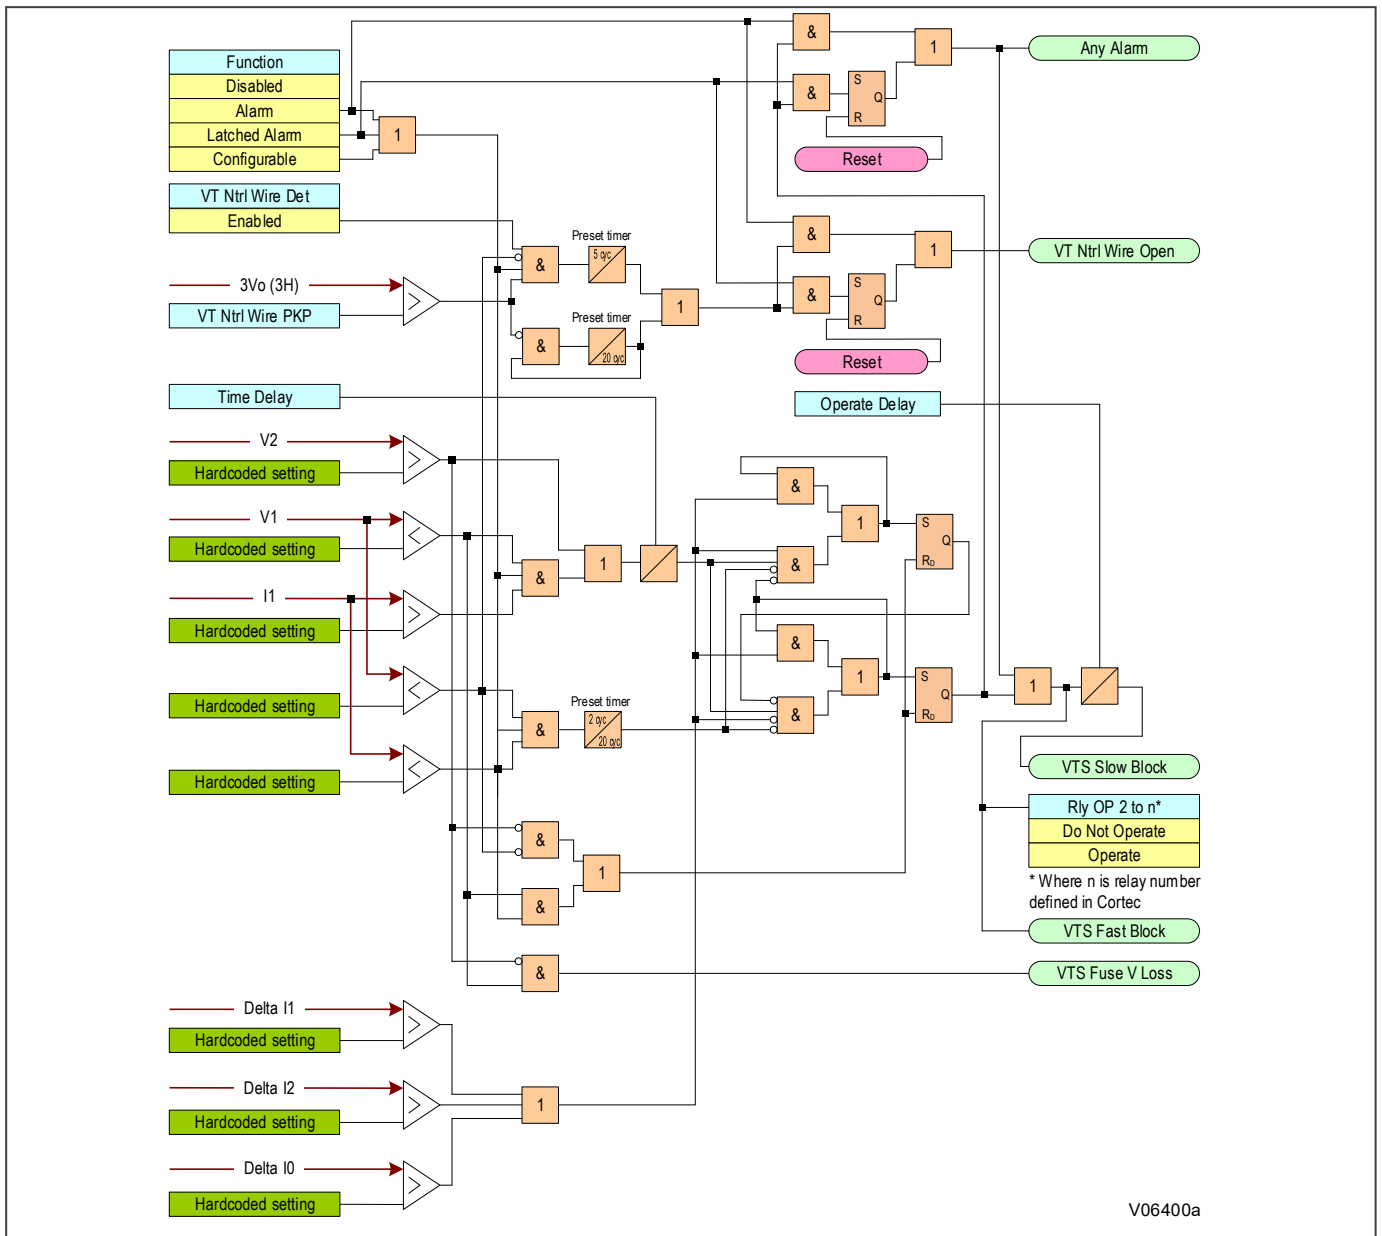 Function
Disabled
Alarm
Latched Alarm
Configurable
1
VT Ntrl Wire Det
Enabled
3Vo (3H)
>
VT Ntrl Wire PKP
&
Preset timer
5 cyc
&
Preset timer
20 cyc
1
&
&
S
Q
R
1
Any Alarm
Reset
&
&
S
Q
R
1
VT Ntrl Wire Open
Reset
Time Delay
Operate Delay
V2
>
Hardcoded setting
V1
<
Hardcoded setting
I1
>
Hardcoded setting
<
Hardcoded setting
<
Hardcoded setting
&
1
&
Preset timer
2 cyc
20 cyc
&
&
1
S
Q
RD
&
&
1
S
Q
RD
1
&
&
1
&
VTS Slow Block
Rly OP 2 to n*
Do Not Operate
Operate
* Where n is relay number
defined in Cortec
VTS Fast Block
VTS Fuse V Loss
Delta I1
>
Hardcoded setting
Delta I2
>
Hardcoded setting
1
Delta I0
>
Hardcoded setting
V06400a